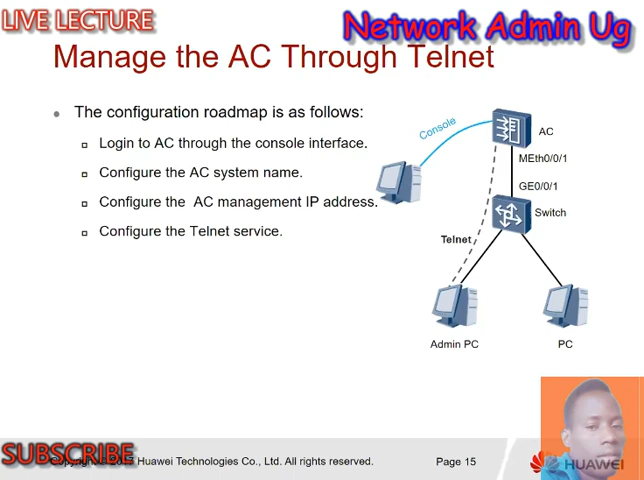 LIVE LECTURE
Network Admin Ug
Manage the AC Through Telnet
The configuration roadmap is as follows:
Login to AC through the console interface.
Configure the AC system name.
Configure the AC management IP address.
Configure the Telnet service.
Console
AC
MEth0/0/1
GE0/0/1
Switch
Telnet
Admin PC
PC
SUBSCRIBE
Huawei Technologies Co., Ltd. All rights reserved.
Page 15
HUAWEI